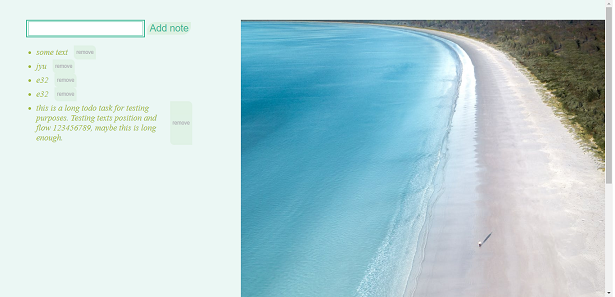 Add note
some text remove
jyu remove
e32 remove
e32 remove
this is a long todo task for testing
purposes. Testing texts position and remove
flow 123456789, maybe this is long
enough.